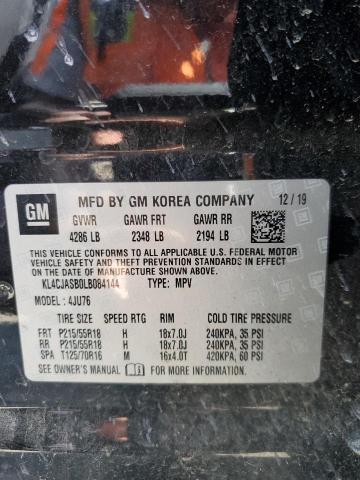 GM MFD BY GM KOREA COMPANY 12/19
GVWR GAWR FRT GAWR RR
4286 LB 2348 LB 2194 LB
THIS VEHICLE CONFORMS TO ALL APPLICABLE U.S. FEDERAL MOTOR
VEHICLE SAFETY, BUMPER, AND THEFT PREVENTION STANDARDS
IN EFFECT ON THE DATE OF MANUFACTURE SHOWN ABOVE.
KL4CJASB0LB084144 TYPE: MPV
MODEL: 4JU76
TIRE SIZE SPEED RTG RIM COLD TIRE PRESSURE
FRT P215/55R18 H 18x7.0J 240KPA, 35 PSI
RR P215/55R18 H 18x7.0J 240KPA, 35 PSI
SPA T125/70R16 M 16x4.0T 420KPA, 60 PSI
SEE OWNER'S MANUAL FOR MORE INFORMATION.